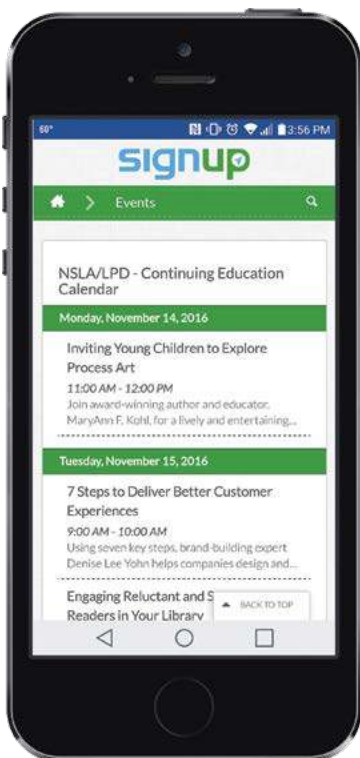 60°
3:56 PM
signup
Events
NSLA/LPD - Continuing Education
Calendar
Monday, November 14, 2016
Inviting Young Children to Explore
Process Art
11:00 AM - 12:00 PM
Join award-winning author and educator,
MaryAnn F. Kohl, for a lively and entertaining...
Tuesday, November 15, 2016
7 Steps to Deliver Better Customer
Experiences
9:00 AM - 10:00 AM
Using seven key steps, brand-building expert
Denise Lee Yohn helps companies design and...
Engaging Reluctant and S
BACK TO TOP
Readers in Your Library